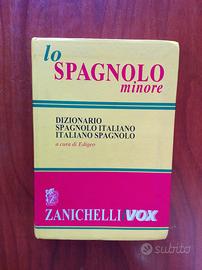 lo
SPAGNOLO
minore
DIZIONARIO
SPAGNOLO ITALIANO
ITALIANO SPAGNOLO
a cura di Edigeo
ZANICHELLI VOX
subito